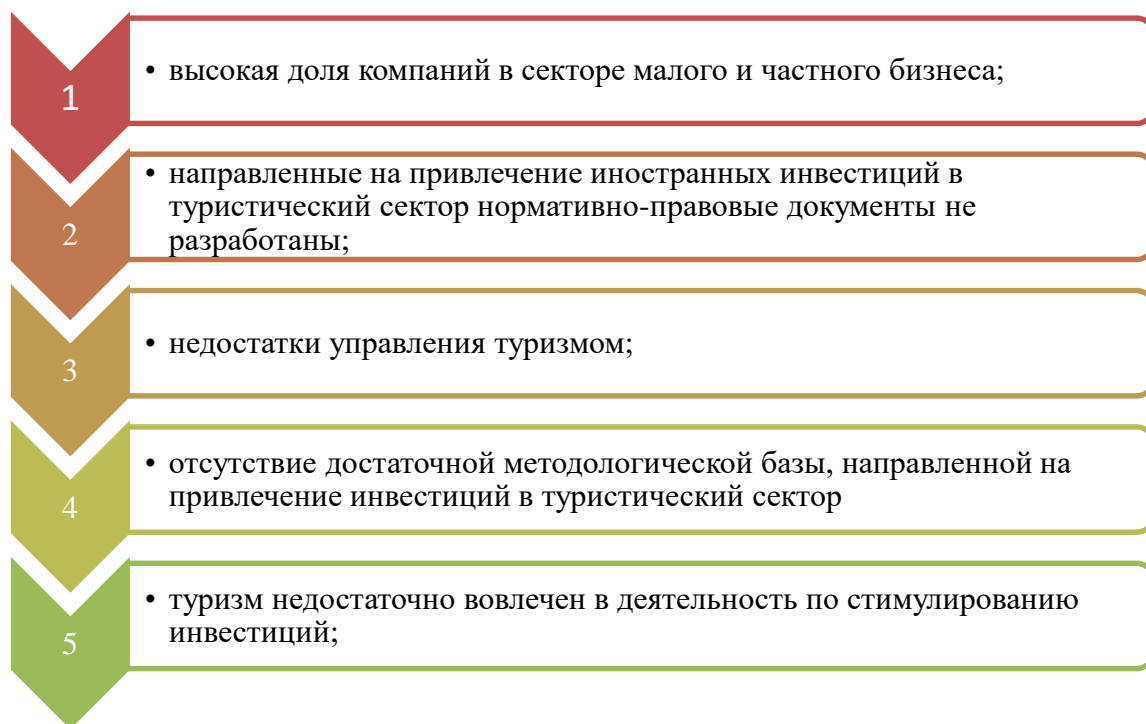 1
• высокая доля компаний в секторе малого и частного бизнеса;
2
• направленные на привлечение иностранных инвестиций в
туристический сектор нормативно-правовые документы не
разработаны;
3
• недостатки управления туризмом;
4
• отсутствие достаточной методологической базы, направленной на
привлечение инвестиций в туристический сектор
5
• туризм недостаточно вовлечен в деятельность по стимулированию
инвестиций;